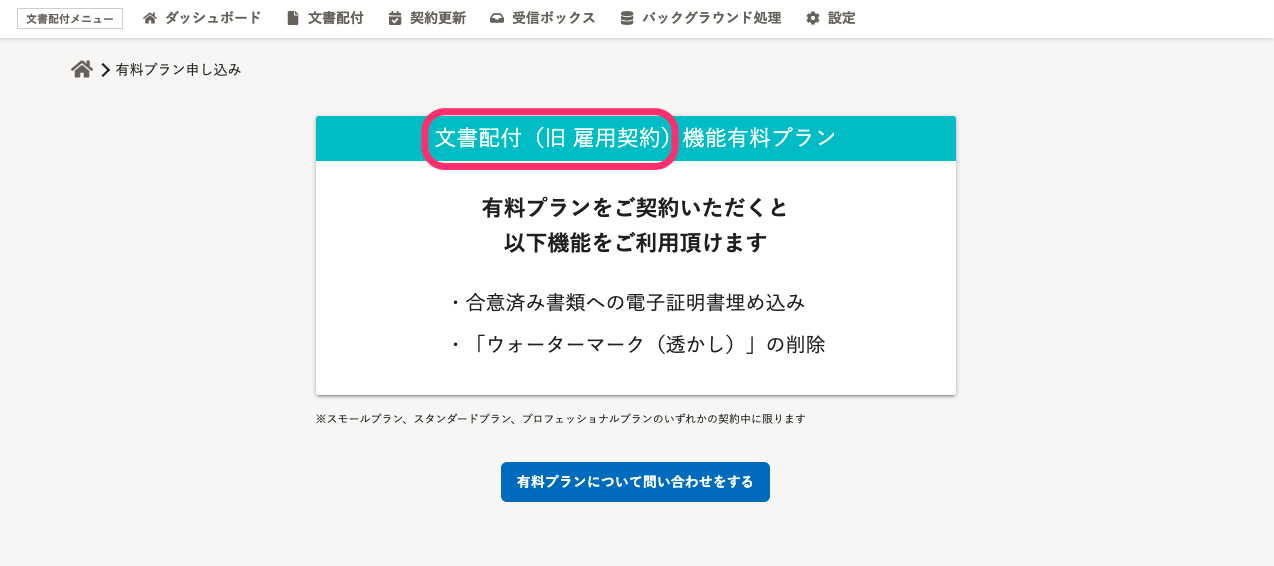 文書配付メニュー ダッシュボード 文書配付 契約更新 受信ボックス バックグラウンド処理 設定
有料プラン申し込み
文書配付（旧 雇用契約）機能有料プラン
有料プランをご契約いただくと
以下機能をご利用頂けます
・合意済み書類への電子証明書埋め込み
・「ウォーターマーク（透かし）」の削除
※スモールプラン、スタンダードプラン、プロフェッショナルプランのいずれかの契約中に限ります
有料プランについて問い合わせをする